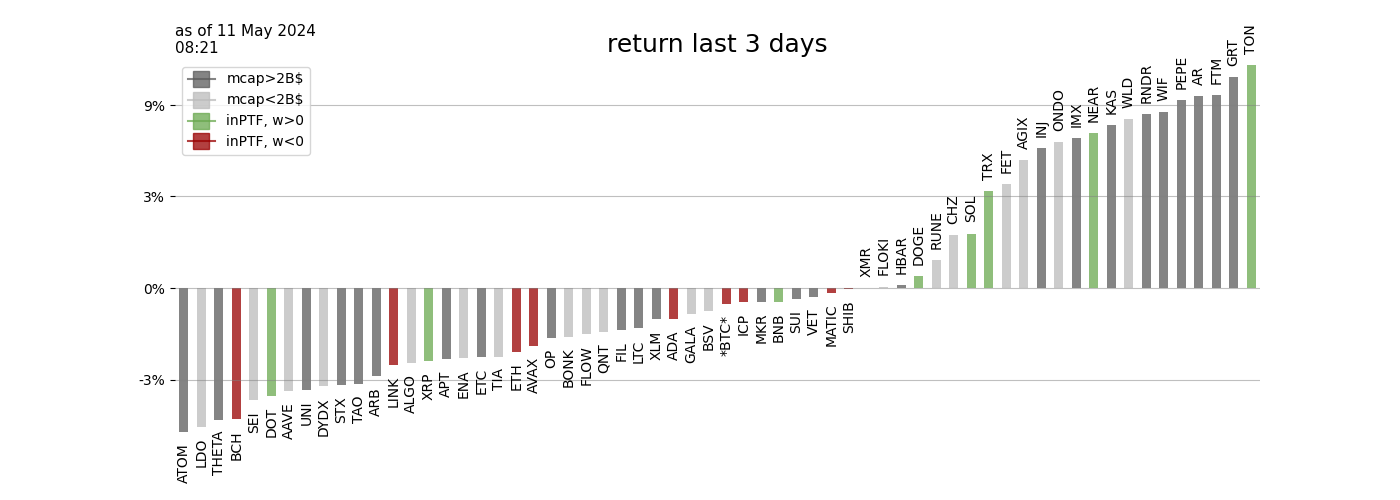 as of 11 May 2024
08:21
return last 3 days
mcap>2B$
mcap<2B$
inPTF, w>0
inPTF, w<0
9%
3%
0%
-3%
ATOM
LDO
THETA
BCH
SEI
DOT
AAVE
UNI
DYDX
STX
TAO
ARB
LINK
ALGO
XRP
APT
ENA
ETC
TIA
ETH
AVAX
OP
BONK
FLOW
QNT
FIL
LTC
XLM
ADA
GALA
BSV
*BTC*
ICP
MKR
BNB
SUI
VET
MATIC
SHIB
XMR
FLOKI
HBAR
DOGE
RUNE
CHZ
SOL
TRX
FET
AGIX
INJ
ONDO
IMX
NEAR
KAS
WLD
RNDR
WIF
PEPE
AR
FTM
GRT
TON